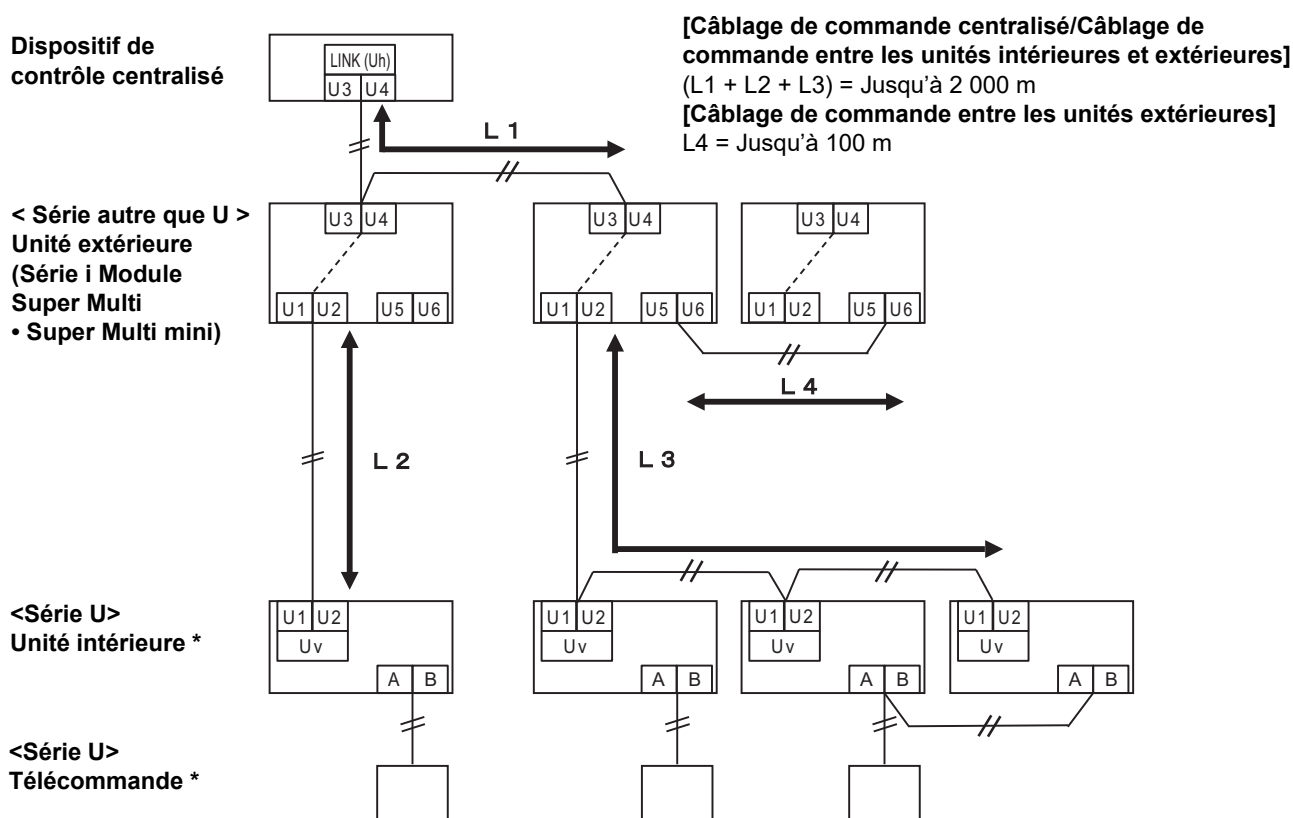 Dispositif de
contrôle centralisé
LINK (Uh)
U3 U4
[Câblage de commande centralisé/Câblage de
commande entre les unités intérieures et extérieures]
(L1 + L2 + L3) = Jusqu'à 2 000 m
[Câblage de commande entre les unités extérieures]
L4 = Jusqu'à 100 m
L 1
< Série autre que U >
Unité extérieure
(Série i Module
Super Multi
• Super Multi mini)
U3 U4
U3 U4
U3 U4
U1 U2 U5 U6
U1 U2 U5 U6
U1 U2 U5 U6
L 4
L 2
L 3
<Série U>
Unité intérieure *
U1 U2
U1 U2
U1 U2
U1 U2
Uv
Uv
Uv
Uv
A B
A B
A B
A B
<Série U>
Télécommande *